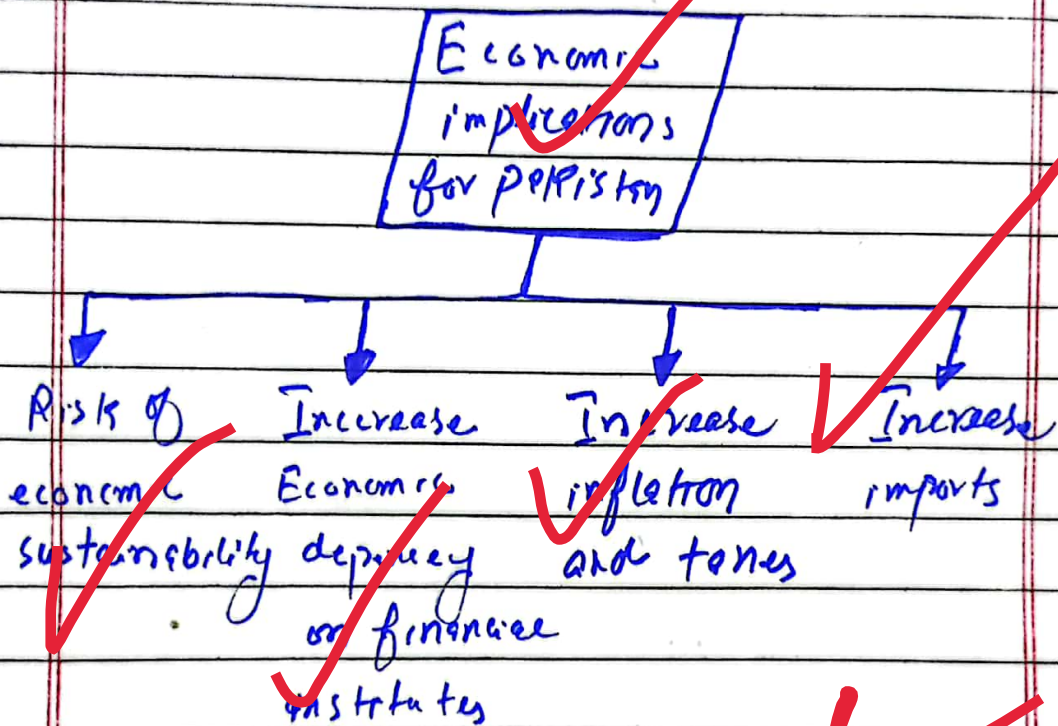 Economic
implications
for Pakistan
Risk of
economic
sustainability
Increase
Economic
depency
on financial
institutes
Increase
inflation
and taxes
Increase
imports